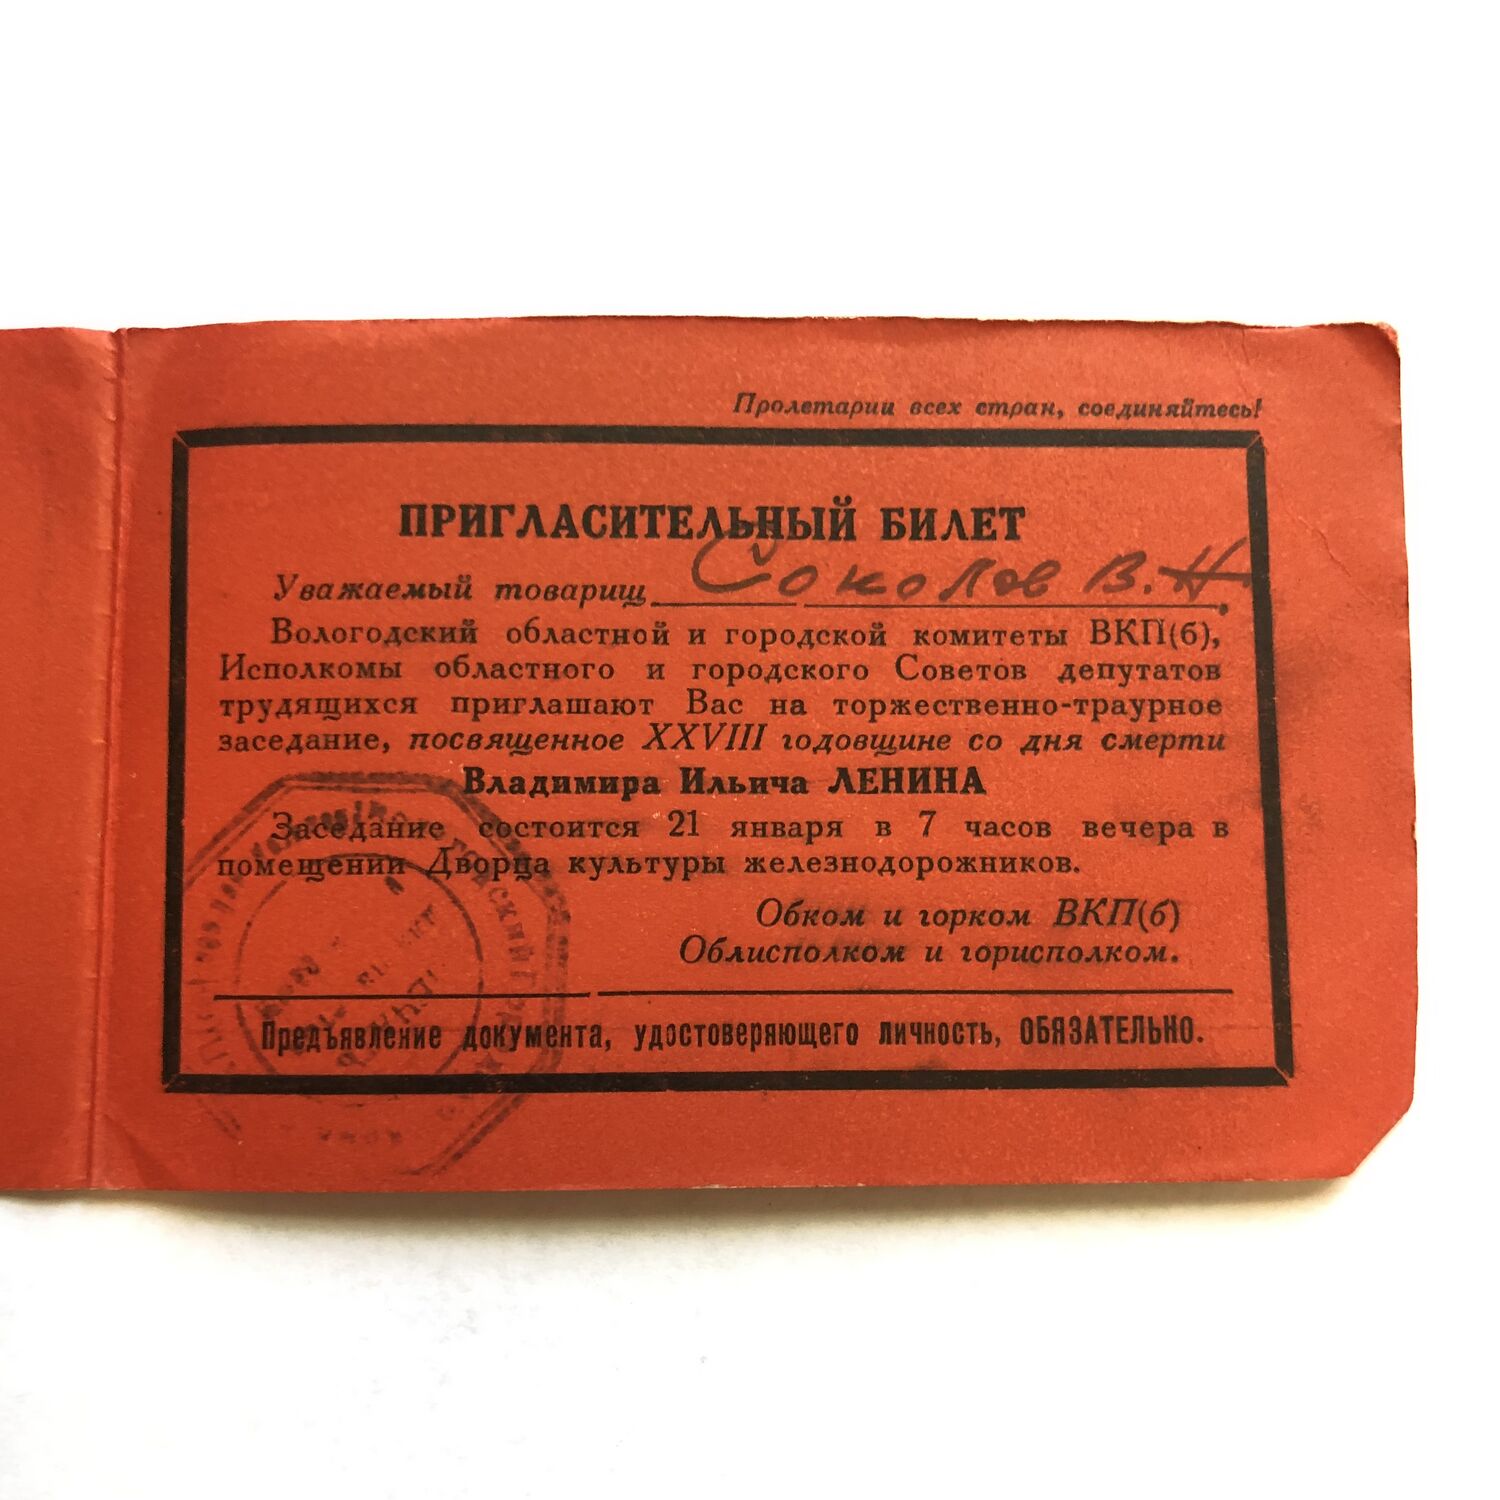 Пролетарии всех стран, соединяйтесь!
ПРИГЛАСИТЕЛЬНЫЙ БИЛЕТ
Уважаемый товарищ Соколов В. Н.
Вологодский областной и городской комитеты ВКП(б),
Исполкомы областного и городского Советов депутатов
трудящихся приглашают Вас на торжественно-траурное
заседание, посвященное XXVIII годовщине со дня смерти
Владимира Ильича ЛЕНИНА
Заседание состоится 21 января в 7 часов вечера в
помещении Дворца культуры железнодорожников.
Обком и горком ВКП(б)
Облисполком и горисполком.
Предъявление документа, удостоверяющего личность, ОБЯЗАТЕЛЬНО.